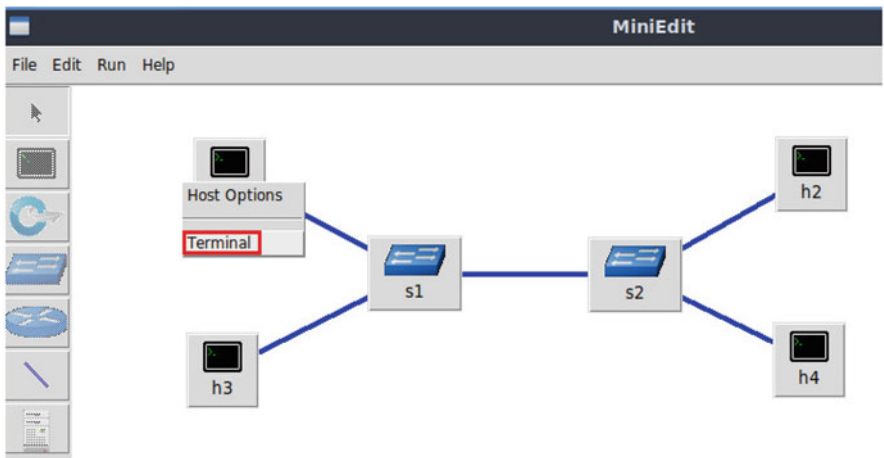 MiniEdit
File Edit Run Help
Host Options
Terminal
h2
s1
s2
h3
h4